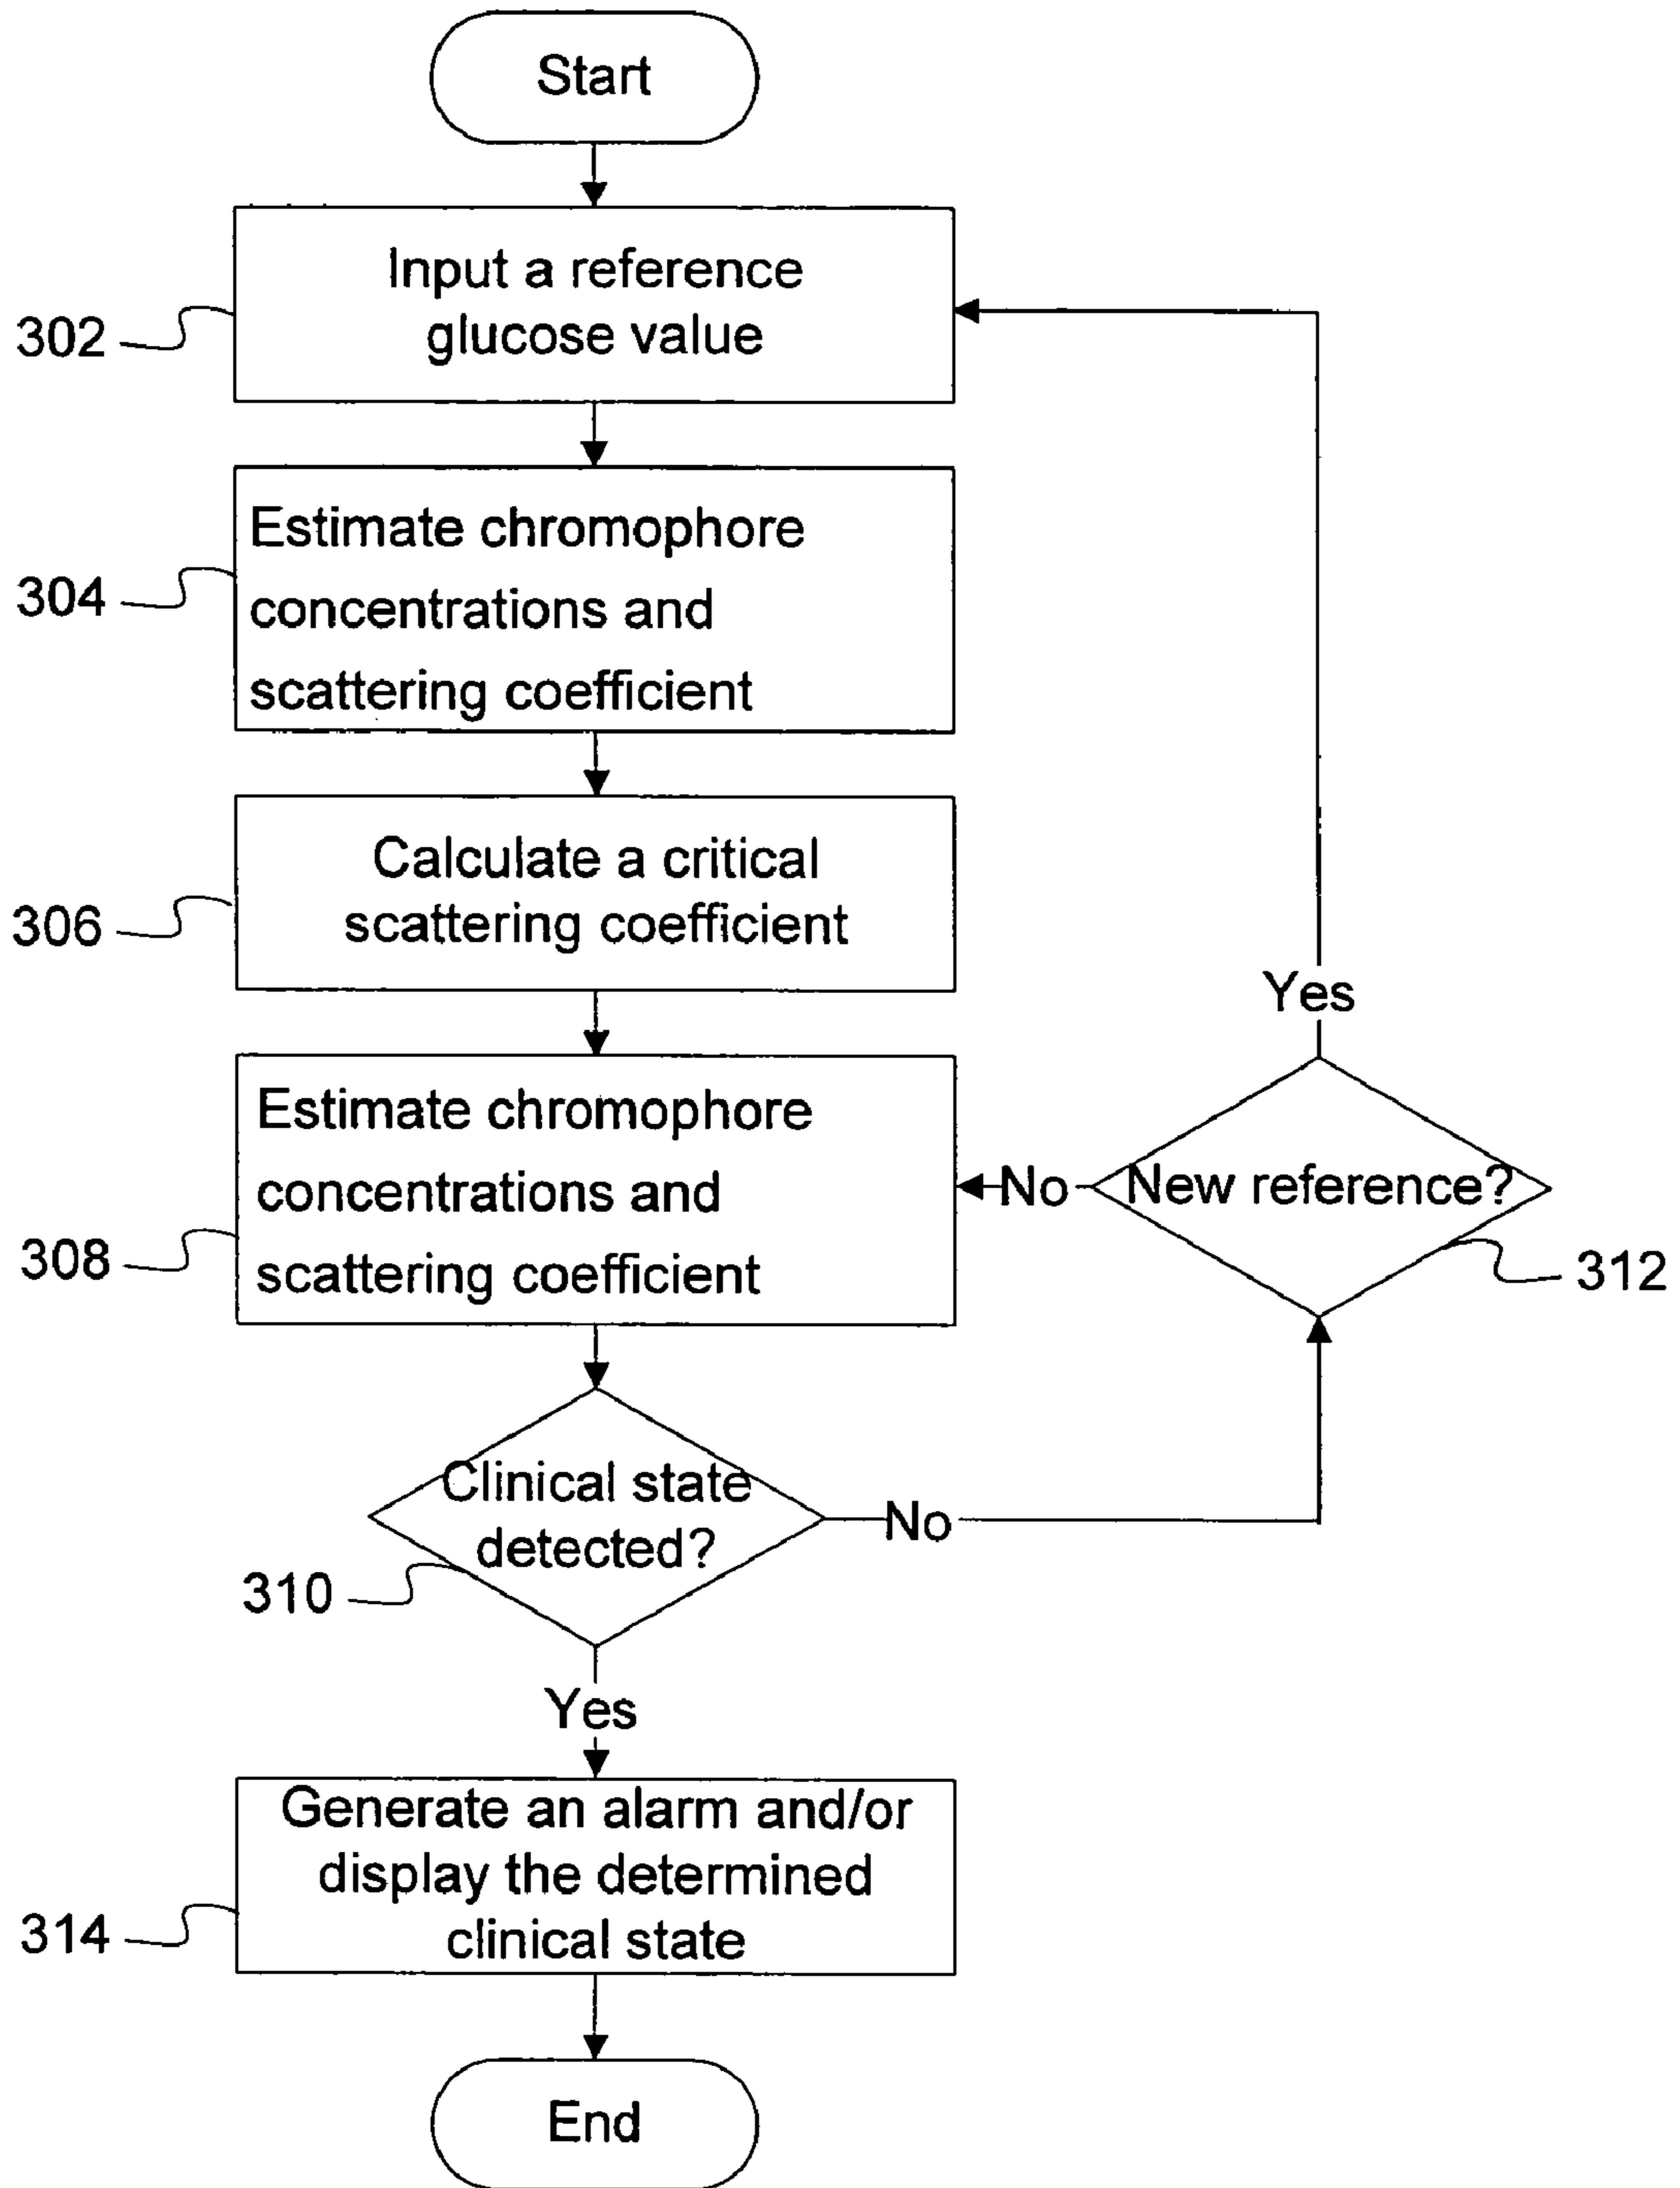 Start
Input a reference
glucose value
302
Estimate chromophore
concentrations and
scattering coefficient
304
Calculate a critical
scattering coefficient
306
Yes
Estimate chromophore
concentrations and
scattering coefficient
308
No
New reference?
312
Clinical state
detected?
310
No
Yes
Generate an alarm and/or
display the determined
clinical state
314
End